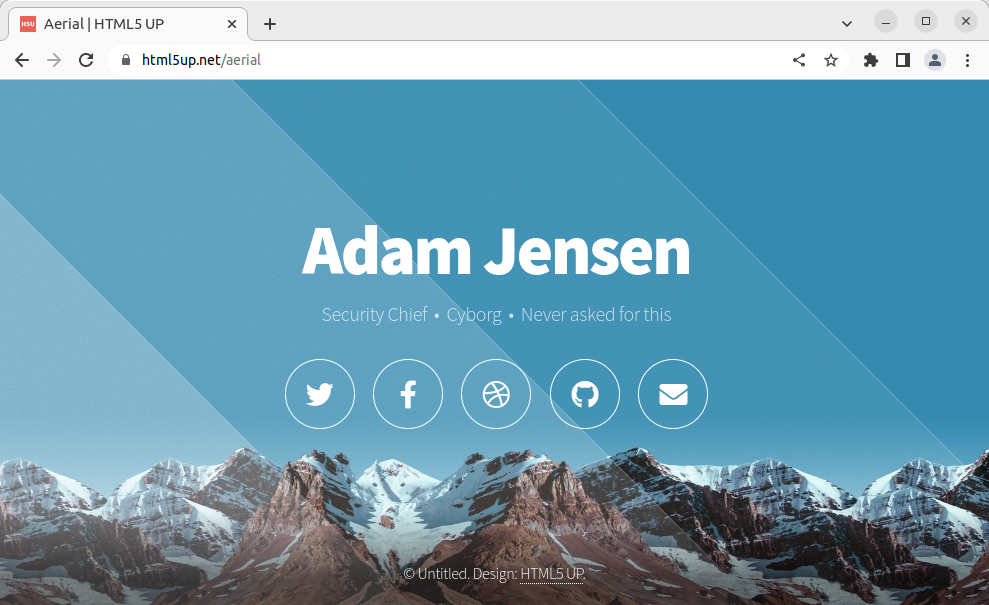 H5U
Aerial | HTML5 UP
html5up.net/aerial
Adam Jensen
Security Chief • Cyborg • Never asked for this
© Untitled. Design: HTML5 UP.